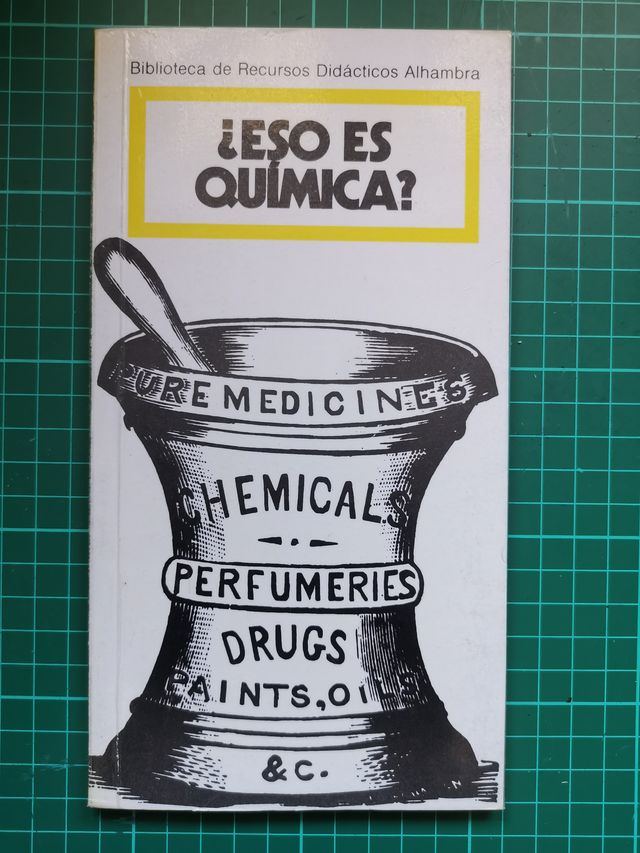 Biblioteca de Recursos Didácticos Alhambra
¿ESO ES
QUÍMICA?
PURE MEDICINES
CHEMICALS
PERFUMERIES
DRUGS
PAINTS, OILS
& C.